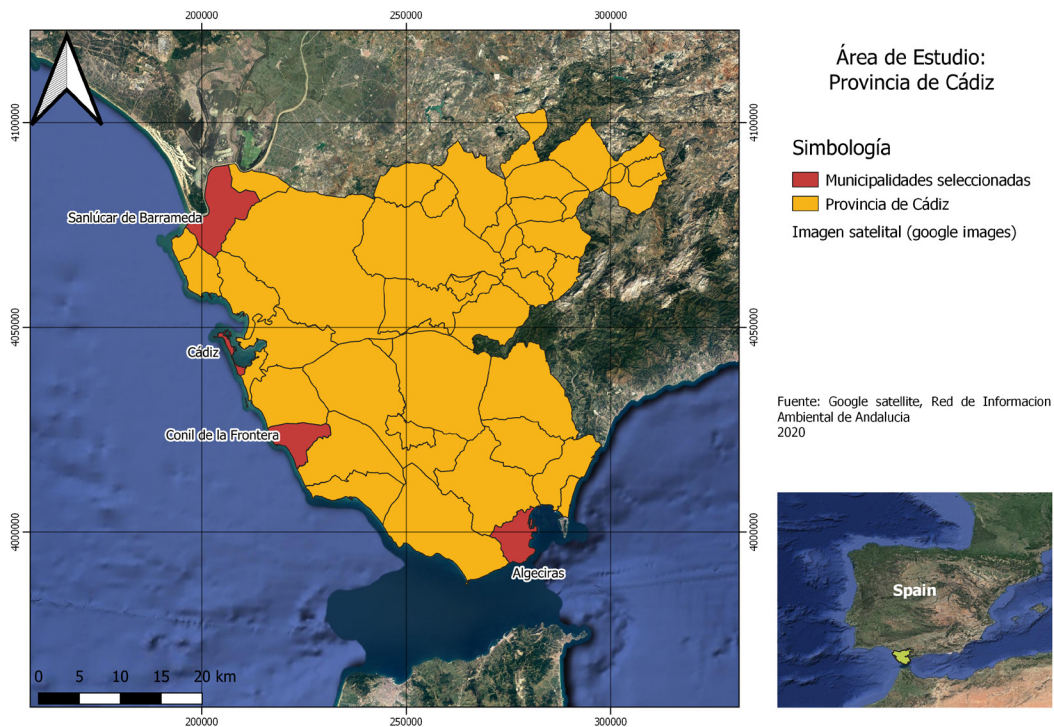 200000 250000 300000
Área de Estudio:
Provincia de Cádiz
4100000 4100000
Simbología
Municipalidades seleccionadas
Provincia de Cádiz
Imagen satelital (google images)
Sanlúcar de Barrameda
4050000 4050000
Cádiz
Fuente: Google satellite, Red de Informacion
Ambiental de Andalucia
2020
Conil de la Frontera
4000000 4000000
Algeciras
Spain
0 5 10 15 20 km
200000 250000 300000